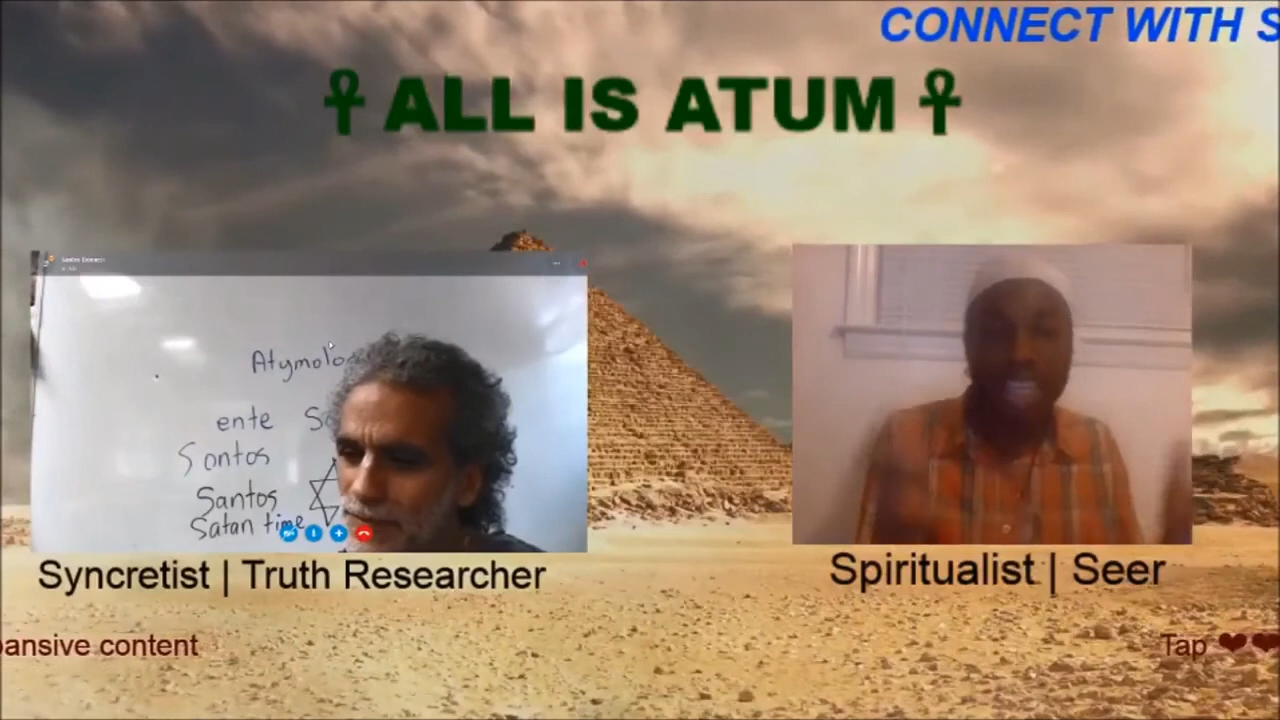 CONNECT WITH S
☥ ALL IS ATUM ☥
Atymolo
ente So
Sontos
Santos
Satan time
Syncretist | Truth Researcher
Spiritualist | Seer
pansive content
Tap ❤❤